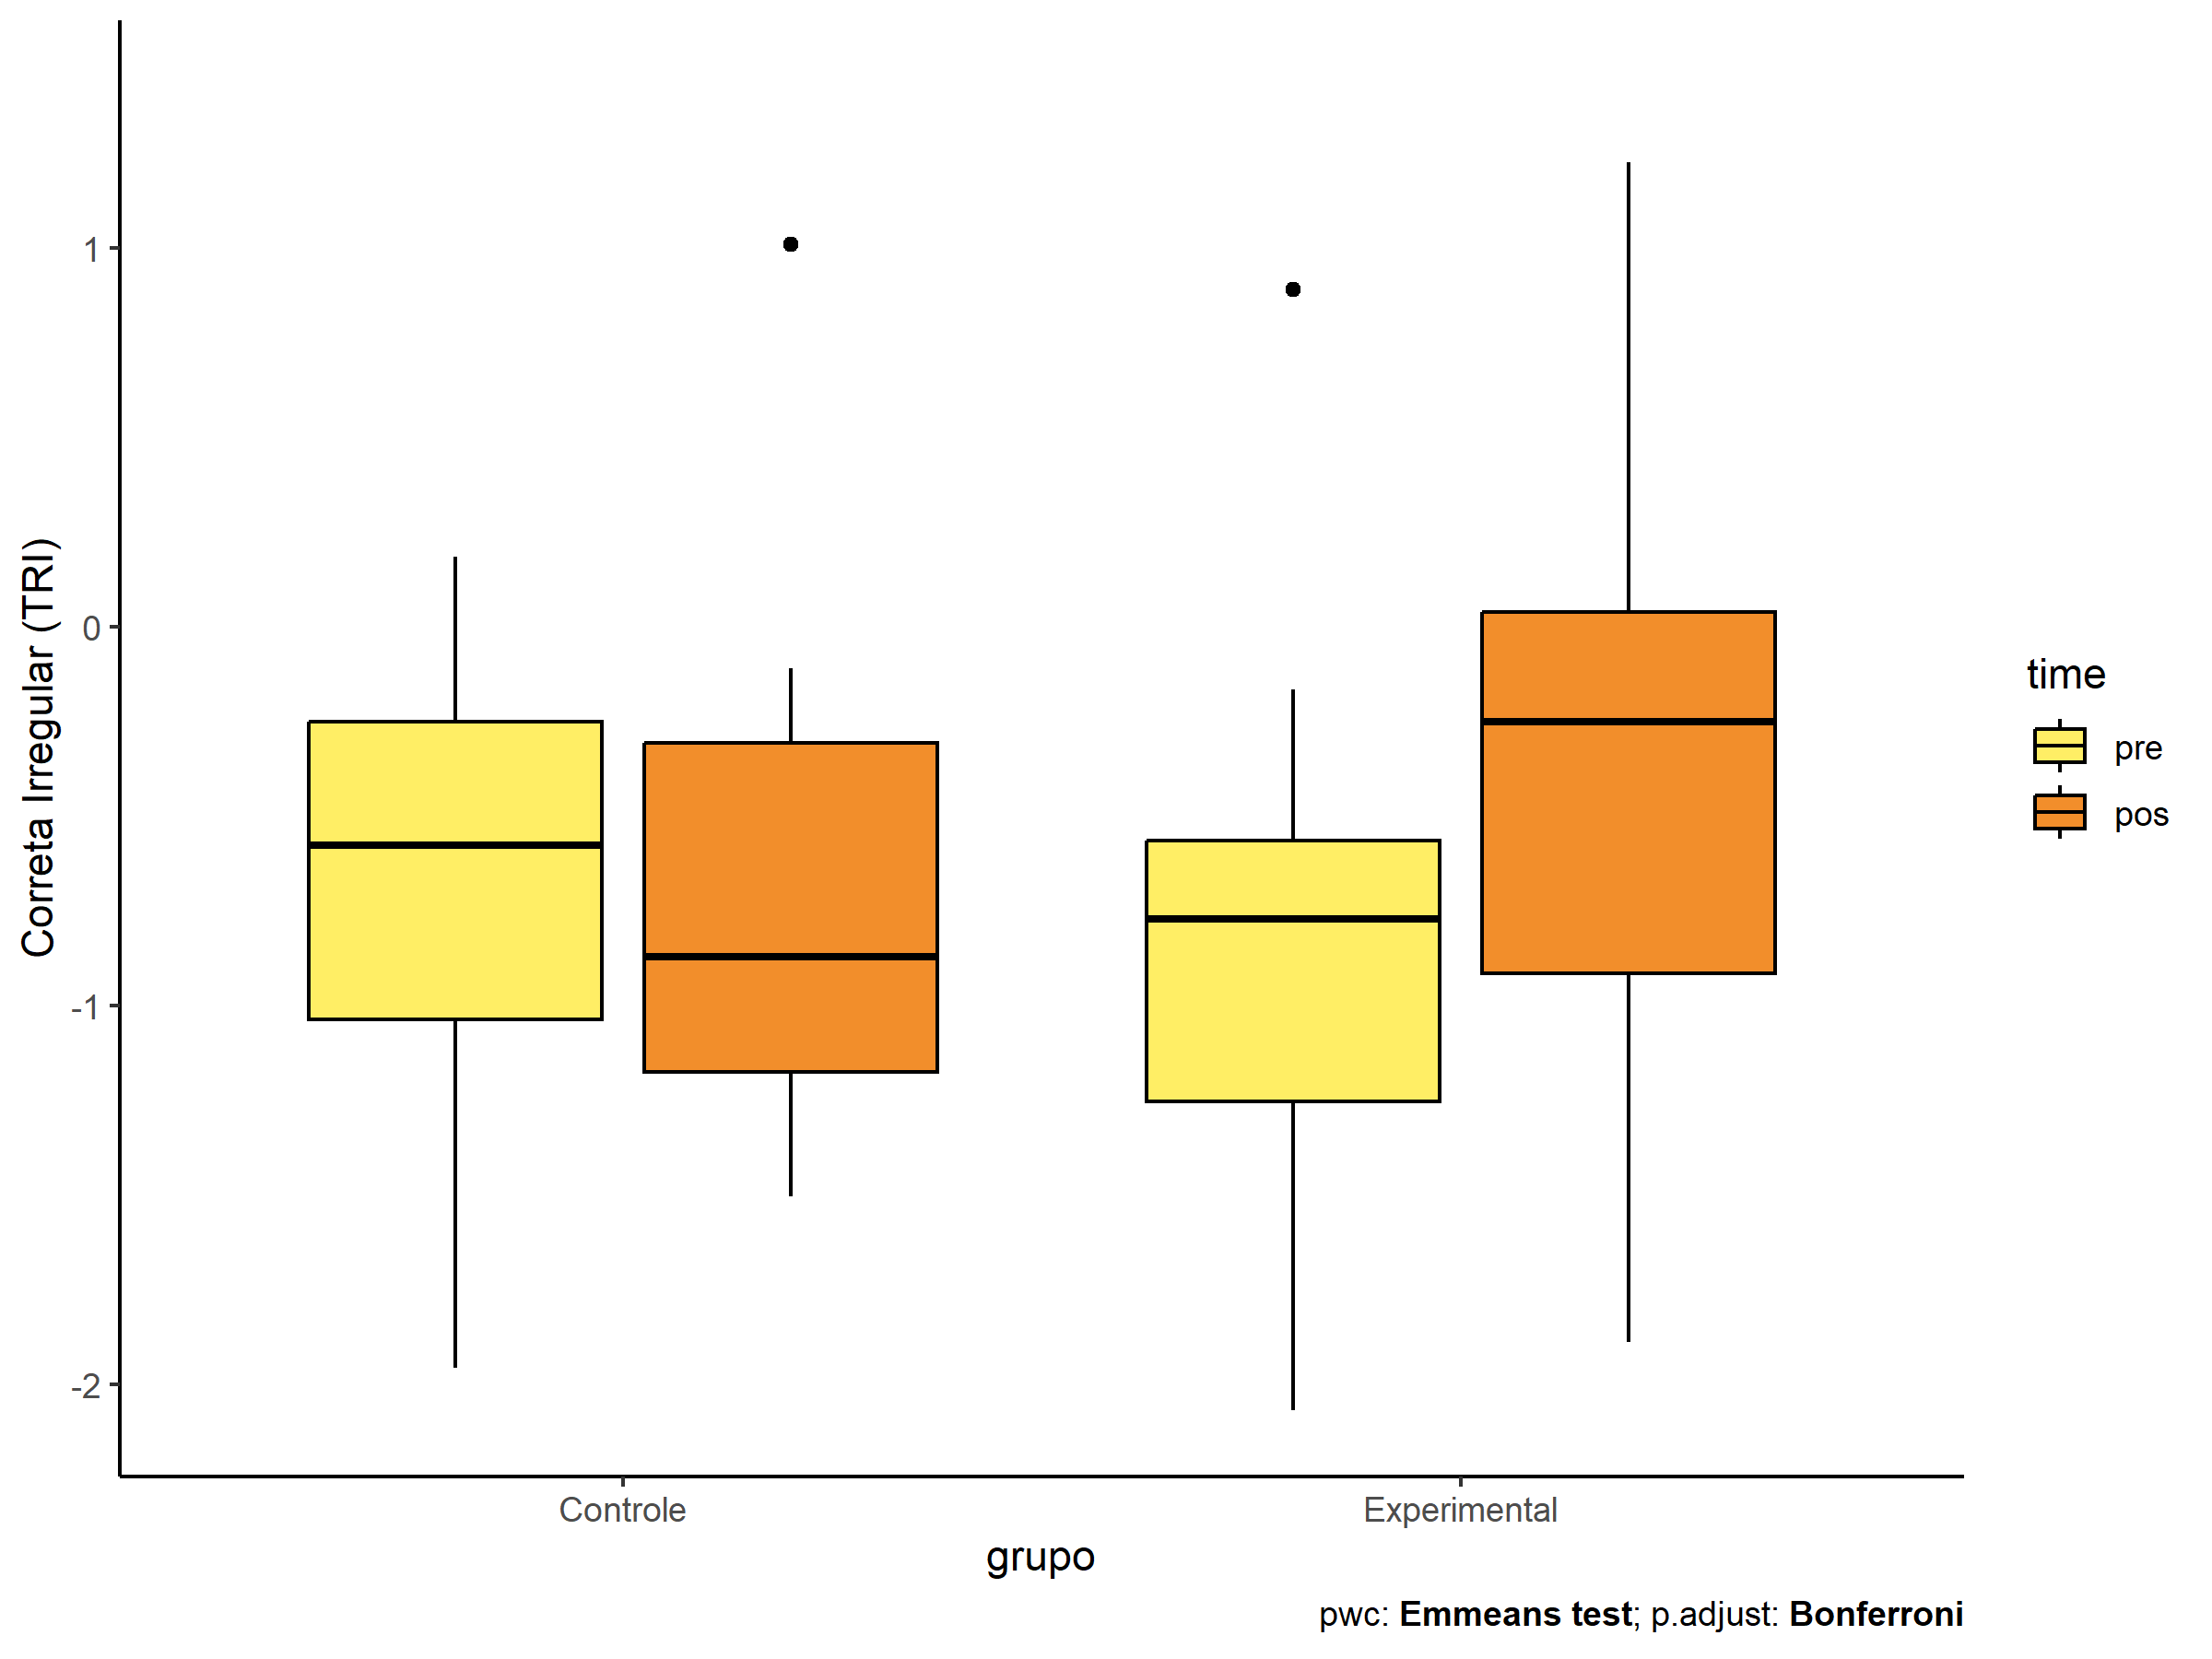 Correta Irregular (TRI)
1
0
-1
-2
Controle
Experimental
grupo
time
pre
pos
pwc: Emmeans test; p.adjust: Bonferroni